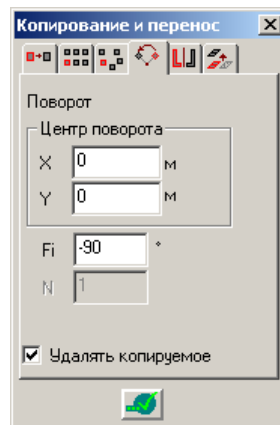 Копирование и перенос
Поворот
Центр поворота
X 0 м
Y 0 м
Fi -90 °
N 1
Удалять копируемое